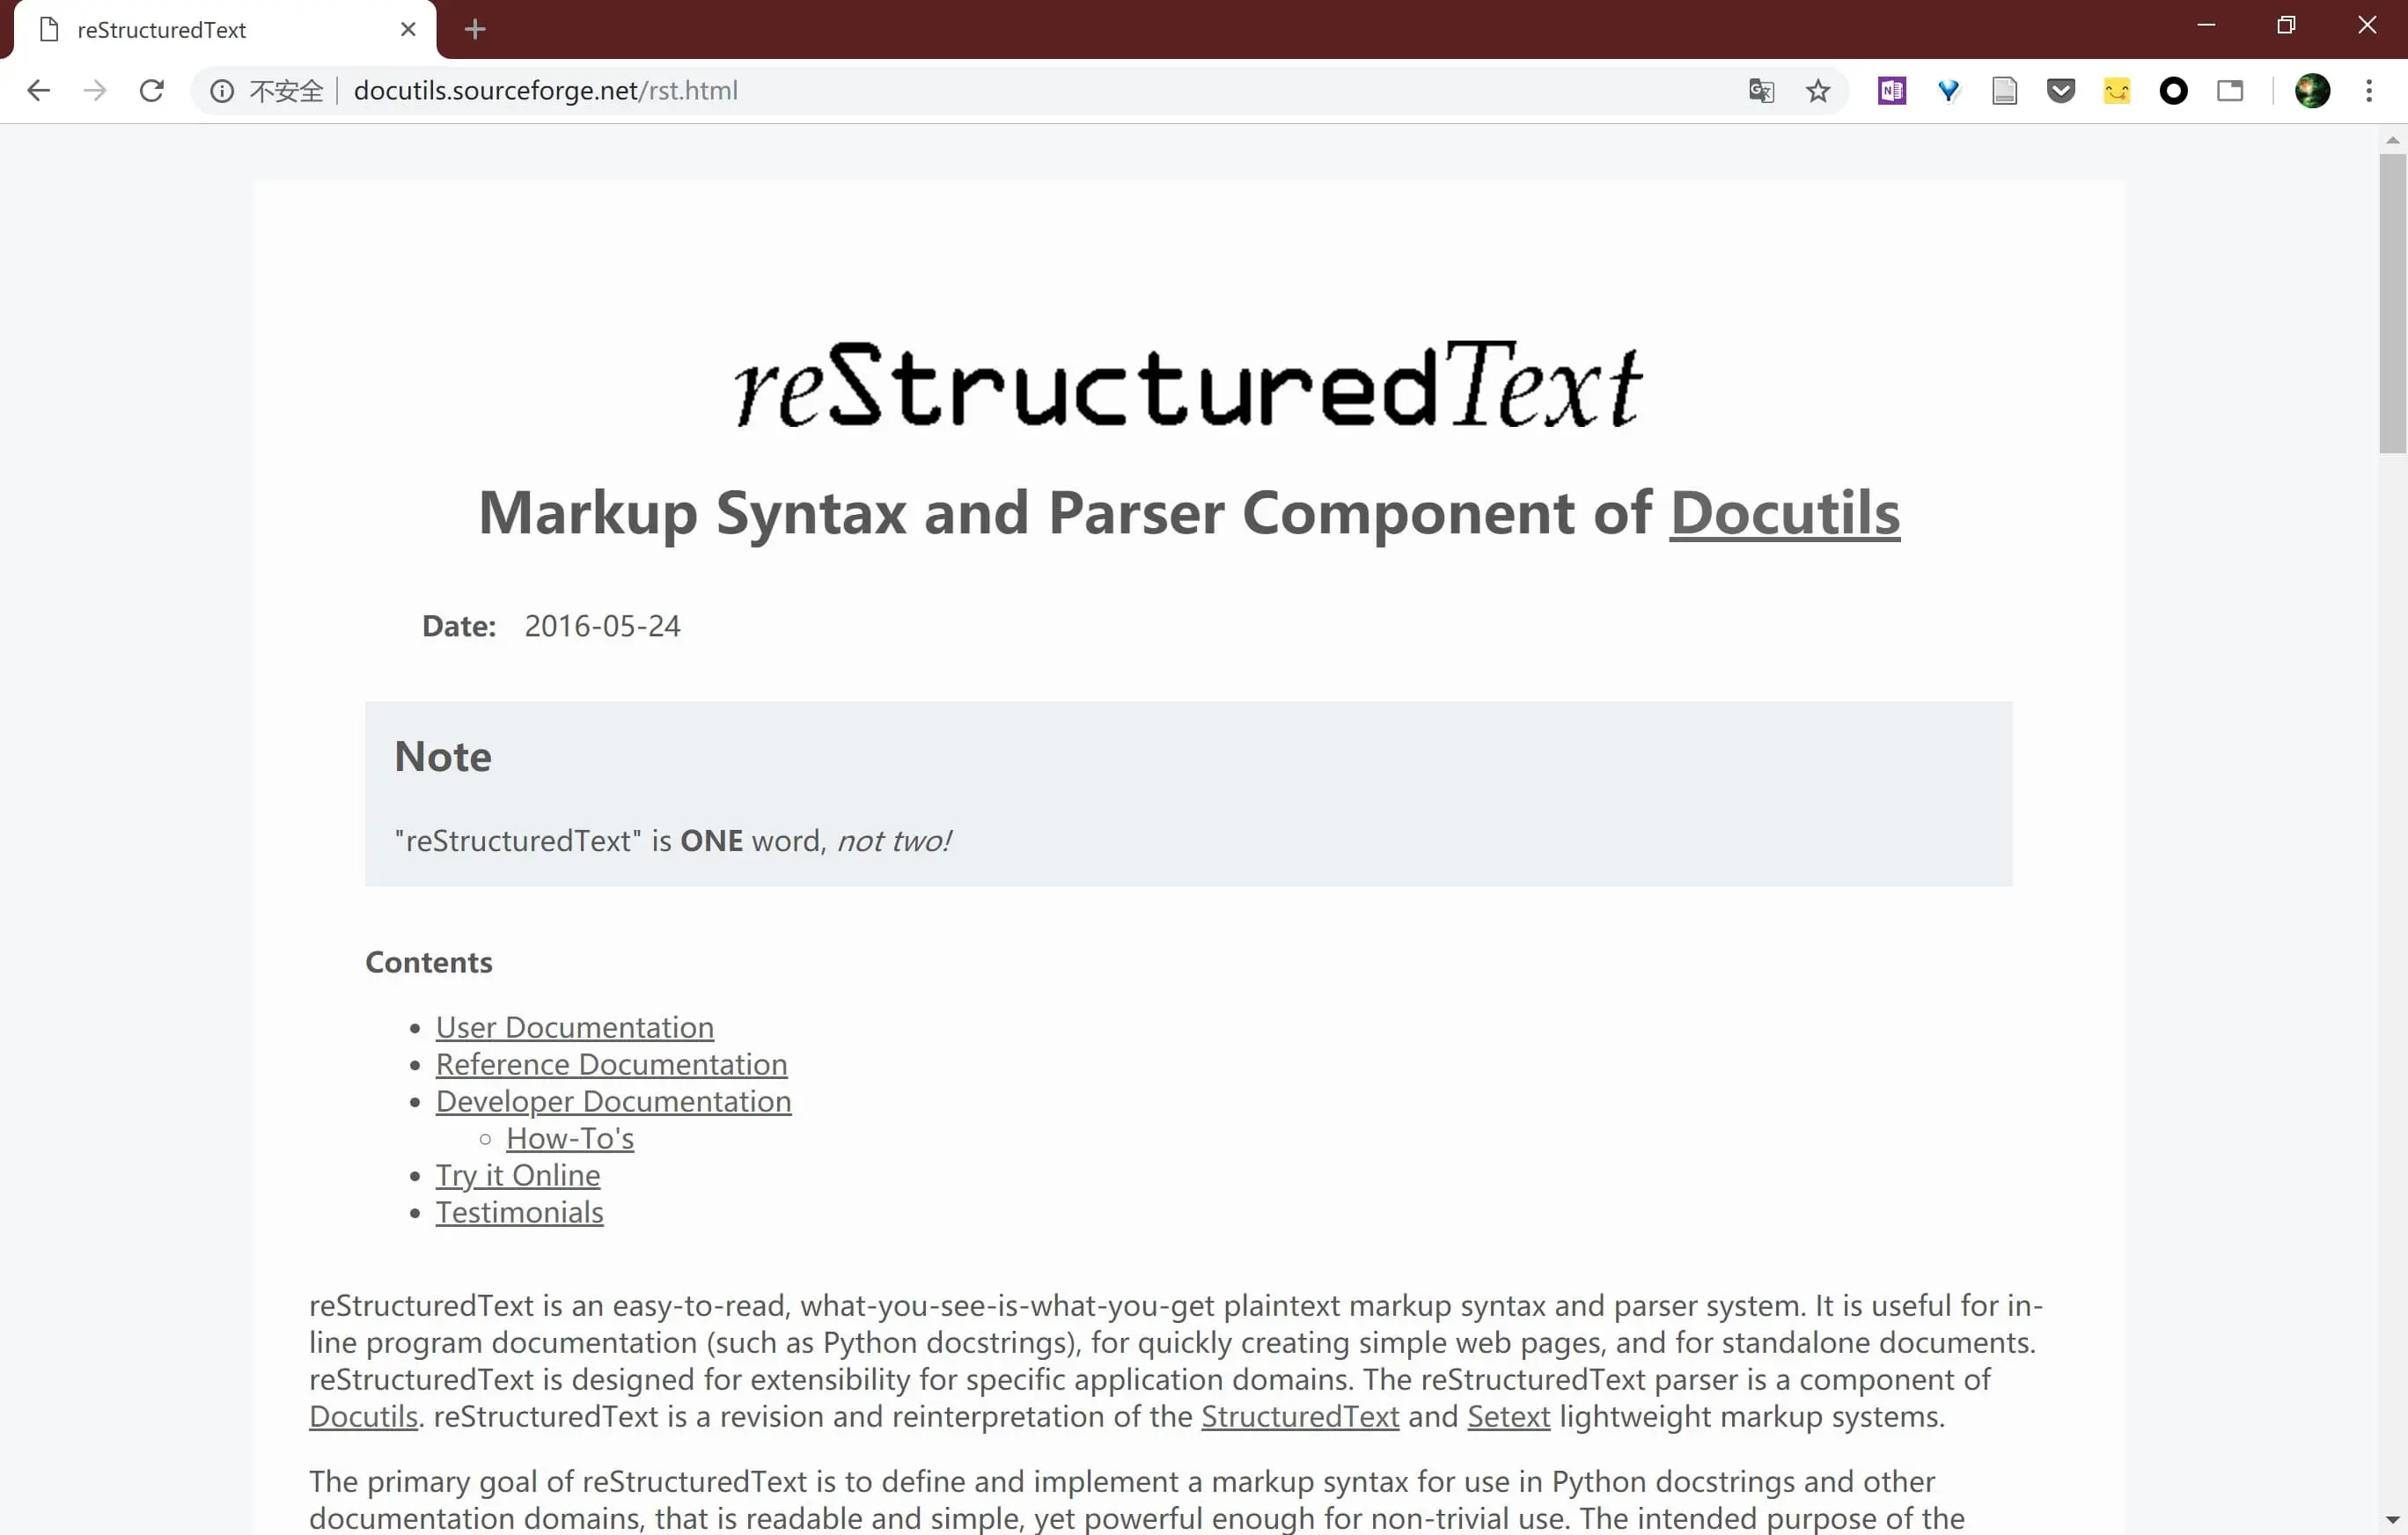 reStructuredText
不安全 docutils.sourceforge.net/rst.html
reStructuredText
Markup Syntax and Parser Component of Docutils
Date: 2016-05-24
Note
"reStructuredText" is ONE word, not two!
Contents
• User Documentation
• Reference Documentation
• Developer Documentation
◦ How-To's
• Try it Online
• Testimonials
reStructuredText is an easy-to-read, what-you-see-is-what-you-get plaintext markup syntax and parser system. It is useful for in-
line program documentation (such as Python docstrings), for quickly creating simple web pages, and for standalone documents.
reStructuredText is designed for extensibility for specific application domains. The reStructuredText parser is a component of
Docutils. reStructuredText is a revision and reinterpretation of the StructuredText and Setext lightweight markup systems.
The primary goal of reStructuredText is to define and implement a markup syntax for use in Python docstrings and other
documentation domains, that is readable and simple, yet powerful enough for non-trivial use. The intended purpose of the